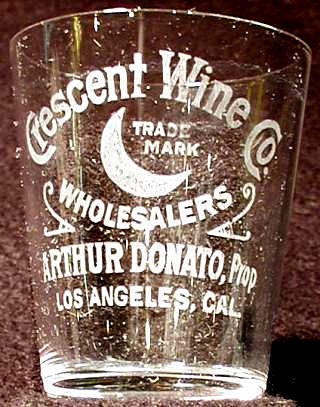 Crescent Wine Co.
TRADE
MARK
WHOLESALERS
ARTHUR DONATO, Prop
LOS ANGELES, CAL.